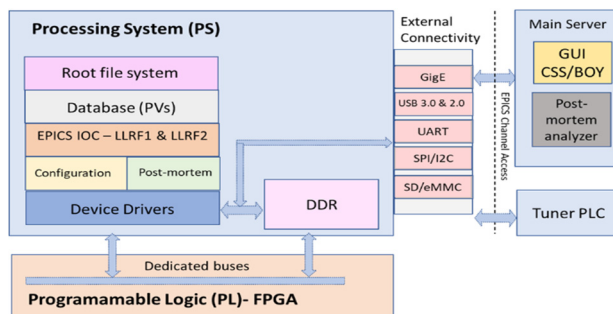 Processing System (PS)
Root file system
Database (PVs)
EPICS IOC – LLRF1 & LLRF2
Configuration
Post-mortem
Device Drivers
DDR
External
Connectivity
GigE
USB 3.0 & 2.0
UART
SPI/I2C
SD/eMMC
EPICS Channel Access
Main Server
GUI
CSS/BOY
Post-
mortem
analyzer
Tuner PLC
Dedicated buses
Programamable Logic (PL)- FPGA